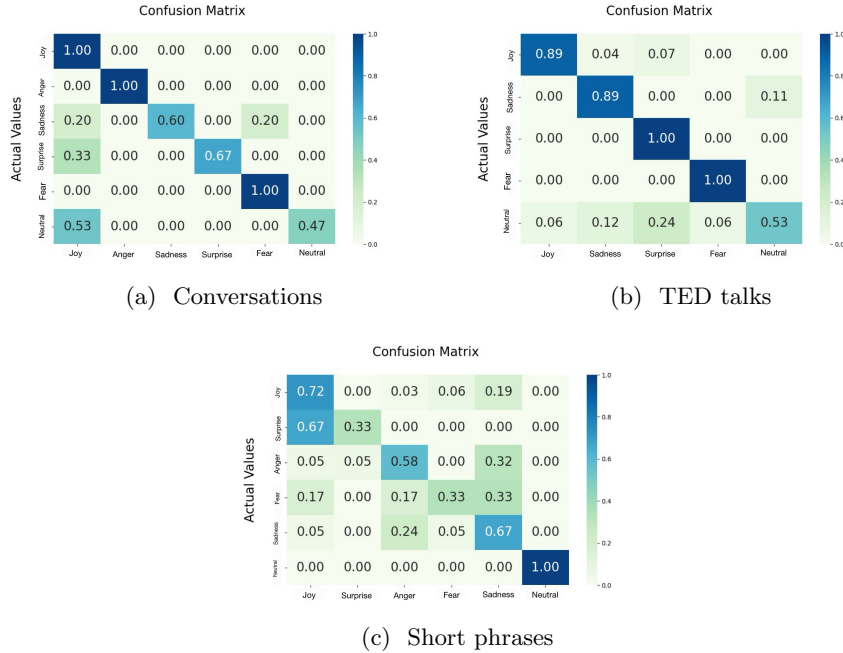 Confusion Matrix
Actual Values
Joy 1.00 0.00 0.00 0.00 0.00 0.00
Anger 0.00 1.00 0.00 0.00 0.00 0.00
Sadness 0.20 0.00 0.60 0.00 0.20 0.00
Surprise 0.33 0.00 0.00 0.67 0.00 0.00
Fear 0.00 0.00 0.00 0.00 1.00 0.00
Neutral 0.53 0.00 0.00 0.00 0.00 0.47
Joy Anger Sadness Surprise Fear Neutral
1.0
0.8
0.6
0.4
0.2
0.0
(a) Conversations
Confusion Matrix
Actual Values
Joy 0.89 0.04 0.07 0.00 0.00
Sadness 0.00 0.89 0.00 0.00 0.11
Surprise 0.00 0.00 1.00 0.00 0.00
Fear 0.00 0.00 0.00 1.00 0.00
Neutral 0.06 0.12 0.24 0.06 0.53
Joy Sadness Surprise Fear Neutral
1.0
0.8
0.6
0.4
0.2
0.0
(b) TED talks
Confusion Matrix
Actual Values
Joy 0.72 0.00 0.03 0.06 0.19 0.00
Surprise 0.67 0.33 0.00 0.00 0.00 0.00
Anger 0.05 0.05 0.58 0.00 0.32 0.00
Fear 0.17 0.00 0.17 0.33 0.33 0.00
Sadness 0.05 0.00 0.24 0.05 0.67 0.00
Neutral 0.00 0.00 0.00 0.00 0.00 1.00
Joy Surprise Anger Fear Sadness Neutral
1.0
0.8
0.6
0.4
0.2
0.0
(c) Short phrases